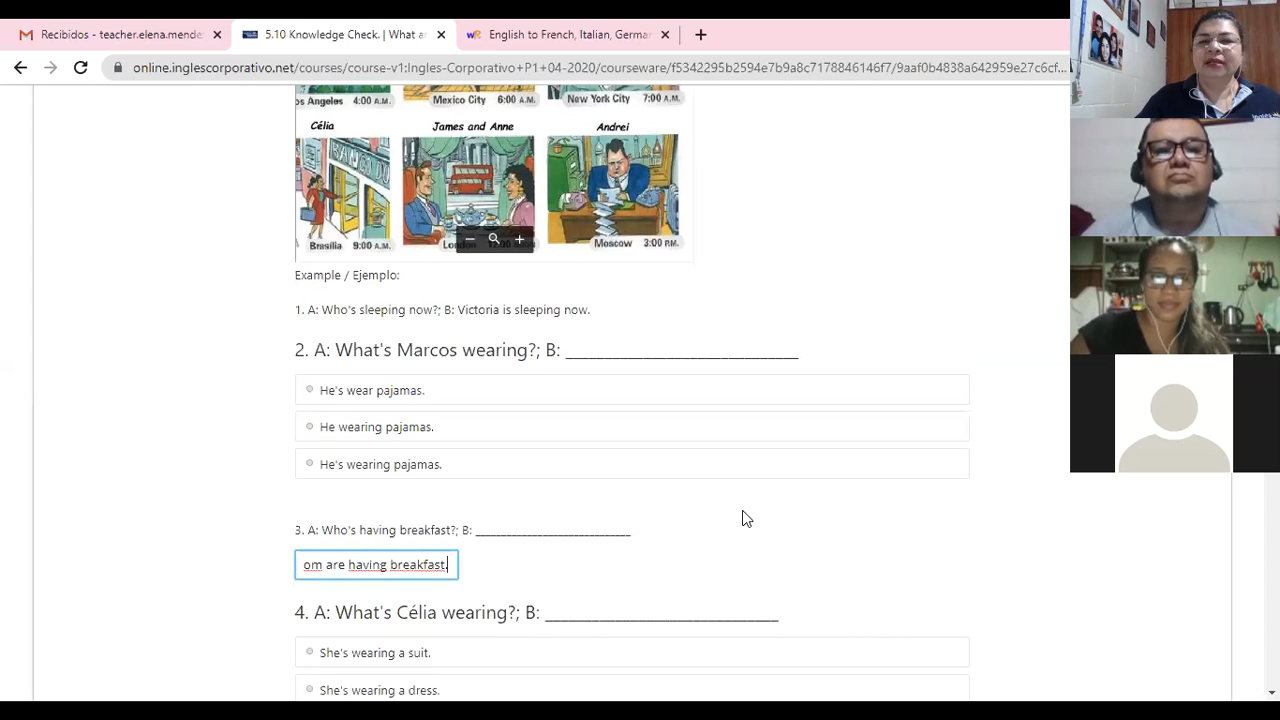 Recibidos - teacher.elena.mende
5.10 Knowledge Check. | What a
English to French, Italian, Germa
online.inglescorporativo.net/courses/course-v1:Ingles-Corporativo+P1+04-2020/courseware/f5342295b2594e7b9a8c7178846146f7/9aaf0b4838a642959e27c6cf...
os Angeles 4:00 A.M. Mexico City 6:00 A.M. New York City 7:00 A.M.
Célia James and Anne Andrei
Brasília 9:00 A.M. Moscow 3:00 P.M.
Example / Ejemplo:
1. A: Who's sleeping now?; B: Victoria is sleeping now.
2. A: What's Marcos wearing?; B: ____________________________
He's wear pajamas.
He wearing pajamas.
He's wearing pajamas.
3. A: Who's having breakfast?; B: ____________________________
om are having breakfast.
4. A: What's Célia wearing?; B: ____________________________
She's wearing a suit.
She's wearing a dress.